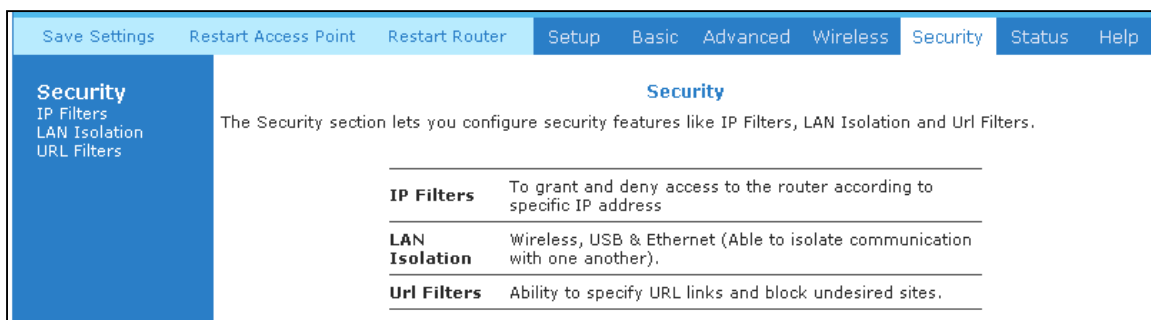 Save Settings Restart Access Point Restart Router Setup Basic Advanced Wireless Security Status Help
Security
IP Filters
LAN Isolation
URL Filters
Security
The Security section lets you configure security features like IP Filters, LAN Isolation and Url Filters.
IP Filters To grant and deny access to the router according to
specific IP address
LAN Wireless, USB & Ethernet (Able to isolate communication
Isolation with one another).
Url Filters Ability to specify URL links and block undesired sites.